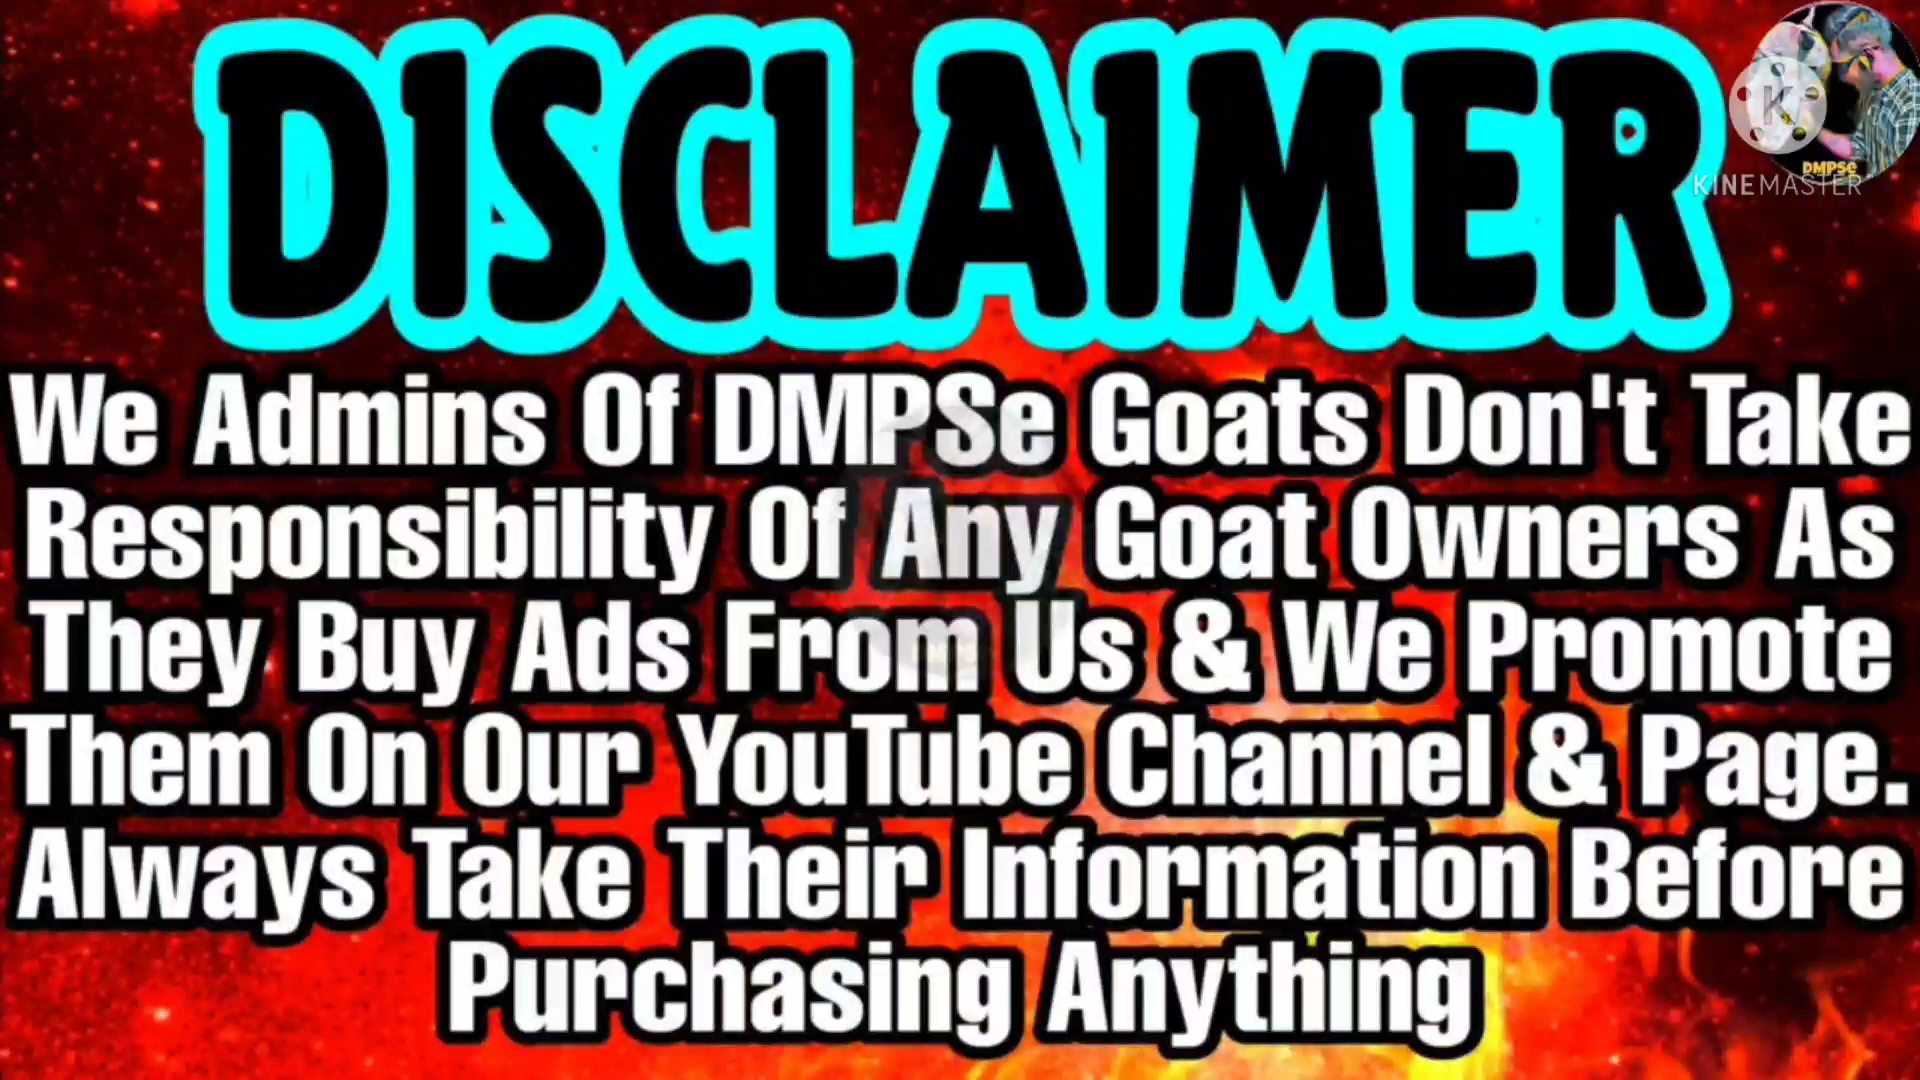 DISCLAIMER
DMPSe
KINEMASTER
We Admins Of DMPSe Goats Don't Take
Responsibility Of Any Goat Owners As
They Buy Ads From Us & We Promote
Them On Our YouTube Channel & Page.
Always Take Their Information Before
Purchasing Anything